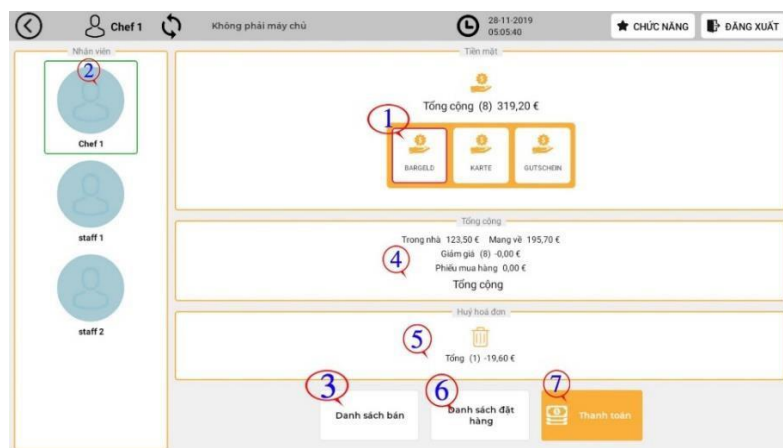 Chef 1
Không phải máy chủ
28-11-2019
05:05:40
CHỨC NĂNG
ĐĂNG XUẤT
Nhân viên
2
Chef 1
staff 1
staff 2
Tiền mặt
Tổng cộng (8) 319,20 €
1
BARGELD
KARTE
GUTSCHEIN
Tổng cộng
Trong nhà 123,50 € Mang về 195,70 €
4
Giảm giá (8) -0,00 €
Phiếu mua hàng 0,00 €
Tổng cộng
Huỷ hoá đơn
5
Tổng (1) -19,60 €
3
Danh sách bán
6
Danh sách đặt
hàng
7
Thanh toán